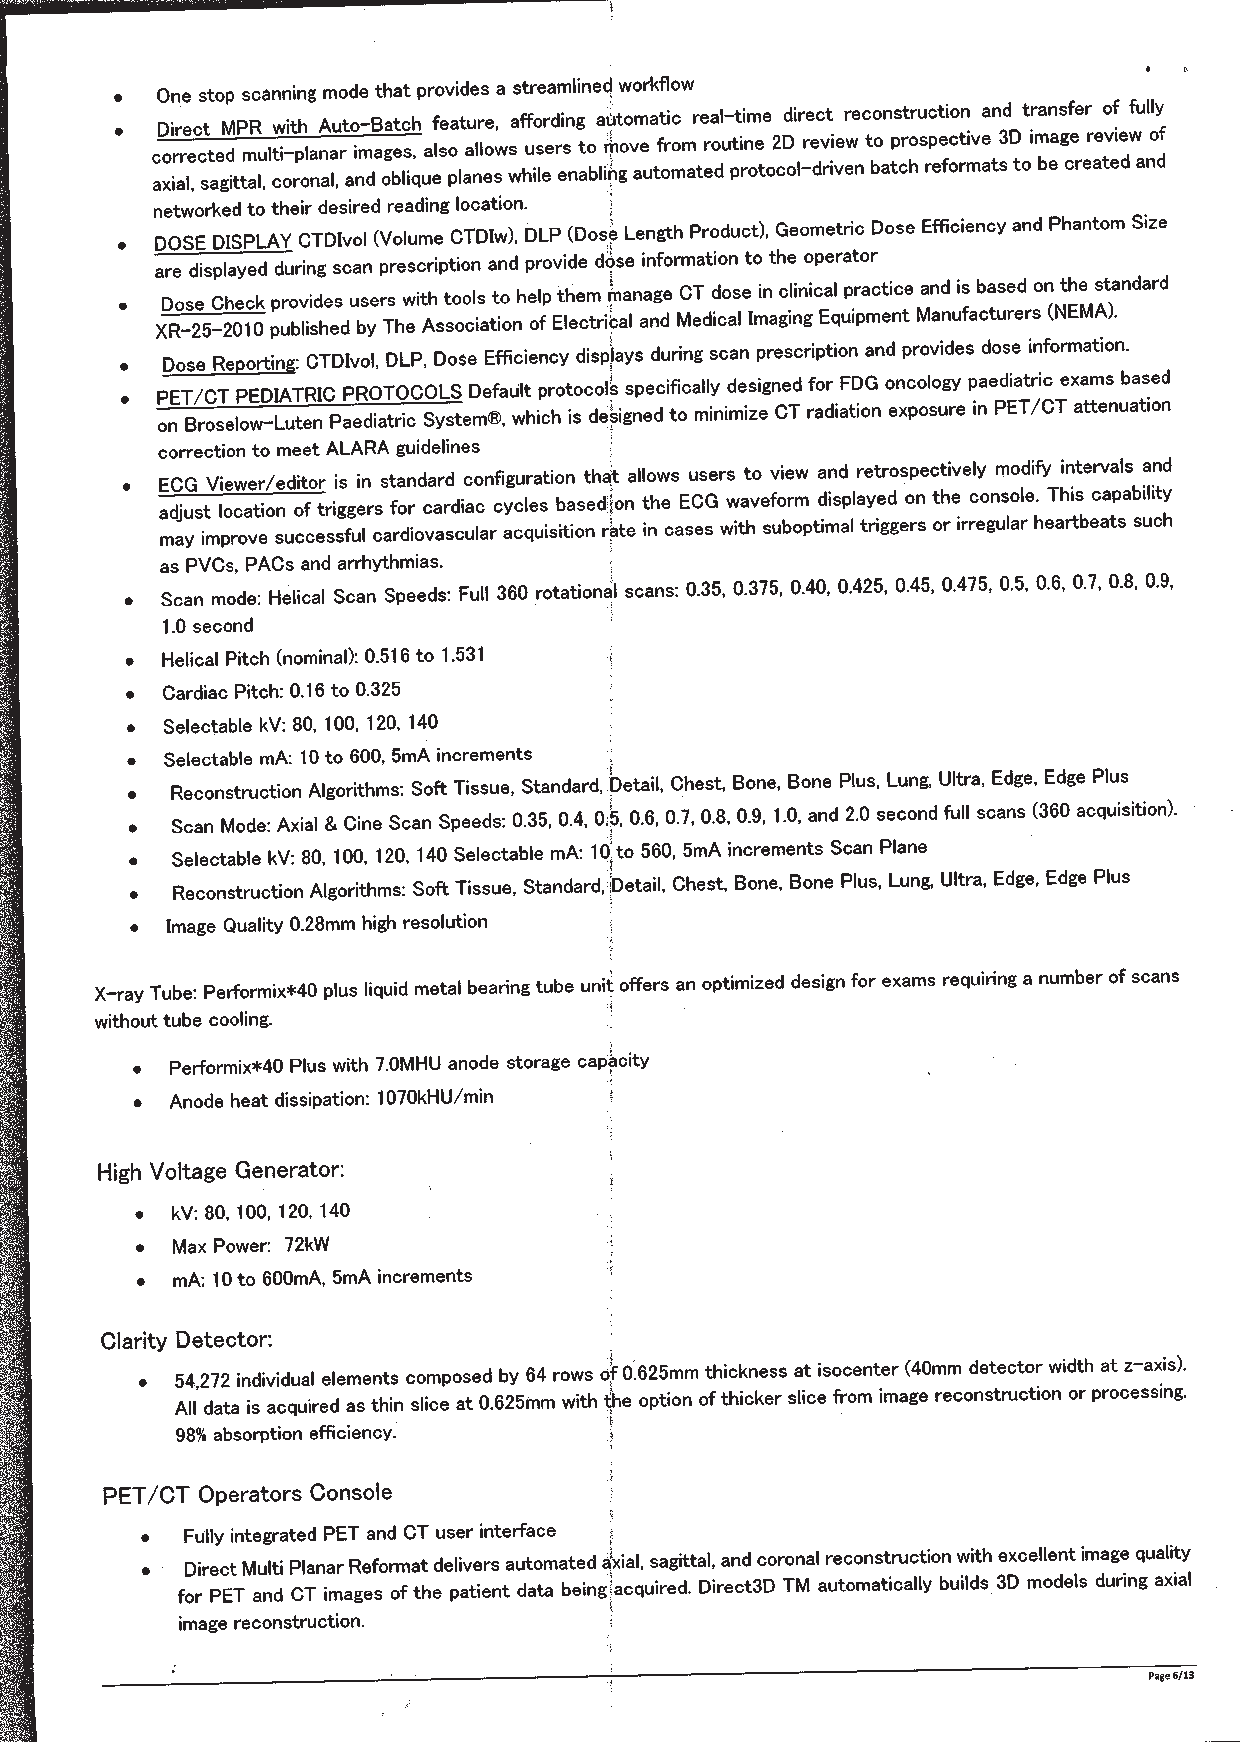 • One stop scanning mode that provides a streamlined workflow
• Direct MPR with Auto-Batch feature, affording automatic real-time direct reconstruction and transfer of fully
corrected multi-planar images, also allows users to move from routine 2D review to prospective 3D image review of
axial, sagittal, coronal, and oblique planes while enabling automated protocol-driven batch reformats to be created and
networked to their desired reading location.
• DOSE DISPLAY CTDIvol (Volume CTDIw), DLP (Dose Length Product), Geometric Dose Efficiency and Phantom Size
are displayed during scan prescription and provide dose information to the operator
• Dose Check provides users with tools to help them manage CT dose in clinical practice and is based on the standard
XR-25-2010 published by The Association of Electrical and Medical Imaging Equipment Manufacturers (NEMA).
• Dose Reporting: CTDIvol, DLP, Dose Efficiency displays during scan prescription and provides dose information.
• PET/CT PEDIATRIC PROTOCOLS Default protocols specifically designed for FDG oncology paediatric exams based
on Broselow-Luten Paediatric System®, which is designed to minimize CT radiation exposure in PET/CT attenuation
correction to meet ALARA guidelines
• ECG Viewer/editor is in standard configuration that allows users to view and retrospectively modify intervals and
adjust location of triggers for cardiac cycles based on the ECG waveform displayed on the console. This capability
may improve successful cardiovascular acquisition rate in cases with suboptimal triggers or irregular heartbeats such
as PVCs, PACs and arrhythmias.
• Scan mode: Helical Scan Speeds: Full 360 rotational scans: 0.35, 0.375, 0.40, 0.425, 0.45, 0.475, 0.5, 0.6, 0.7, 0.8, 0.9,
1.0 second
• Helical Pitch (nominal): 0.516 to 1.531
• Cardiac Pitch: 0.16 to 0.325
• Selectable kV: 80, 100, 120, 140
• Selectable mA: 10 to 600, 5mA increments
• Reconstruction Algorithms: Soft Tissue, Standard, Detail, Chest, Bone, Bone Plus, Lung, Ultra, Edge, Edge Plus
• Scan Mode: Axial & Cine Scan Speeds: 0.35, 0.4, 0.5, 0.6, 0.7, 0.8, 0.9, 1.0, and 2.0 second full scans (360 acquisition).
• Selectable kV: 80, 100, 120, 140 Selectable mA: 10 to 560, 5mA increments Scan Plane
• Reconstruction Algorithms: Soft Tissue, Standard, Detail, Chest, Bone, Bone Plus, Lung, Ultra, Edge, Edge Plus
• Image Quality 0.28mm high resolution
X-ray Tube: Performix*40 plus liquid metal bearing tube unit offers an optimized design for exams requiring a number of scans
without tube cooling.
• Performix*40 Plus with 7.0MHU anode storage capacity
• Anode heat dissipation: 1070kHU/min
High Voltage Generator:
• kV: 80, 100, 120, 140
• Max Power: 72kW
• mA: 10 to 600mA, 5mA increments
Clarity Detector:
• 54,272 individual elements composed by 64 rows of 0.625mm thickness at isocenter (40mm detector width at z-axis).
All data is acquired as thin slice at 0.625mm with the option of thicker slice from image reconstruction or processing.
98% absorption efficiency.
PET/CT Operators Console
• Fully integrated PET and CT user interface
• Direct Multi Planar Reformat delivers automated axial, sagittal, and coronal reconstruction with excellent image quality
for PET and CT images of the patient data being acquired. Direct3D TM automatically builds 3D models during axial
image reconstruction.
Page 6/13